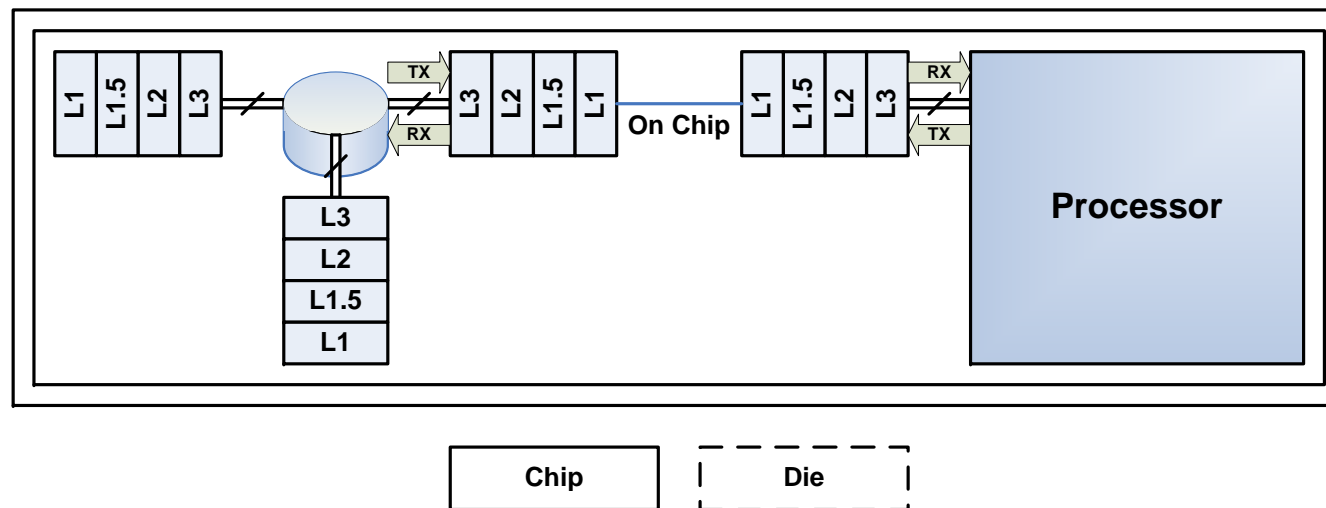 L1
L1.5
L2
L3
TX
RX
L3
L2
L1.5
L1
On Chip
L1
L1.5
L2
L3
RX
TX
Processor
L3
L2
L1.5
L1
Chip
Die